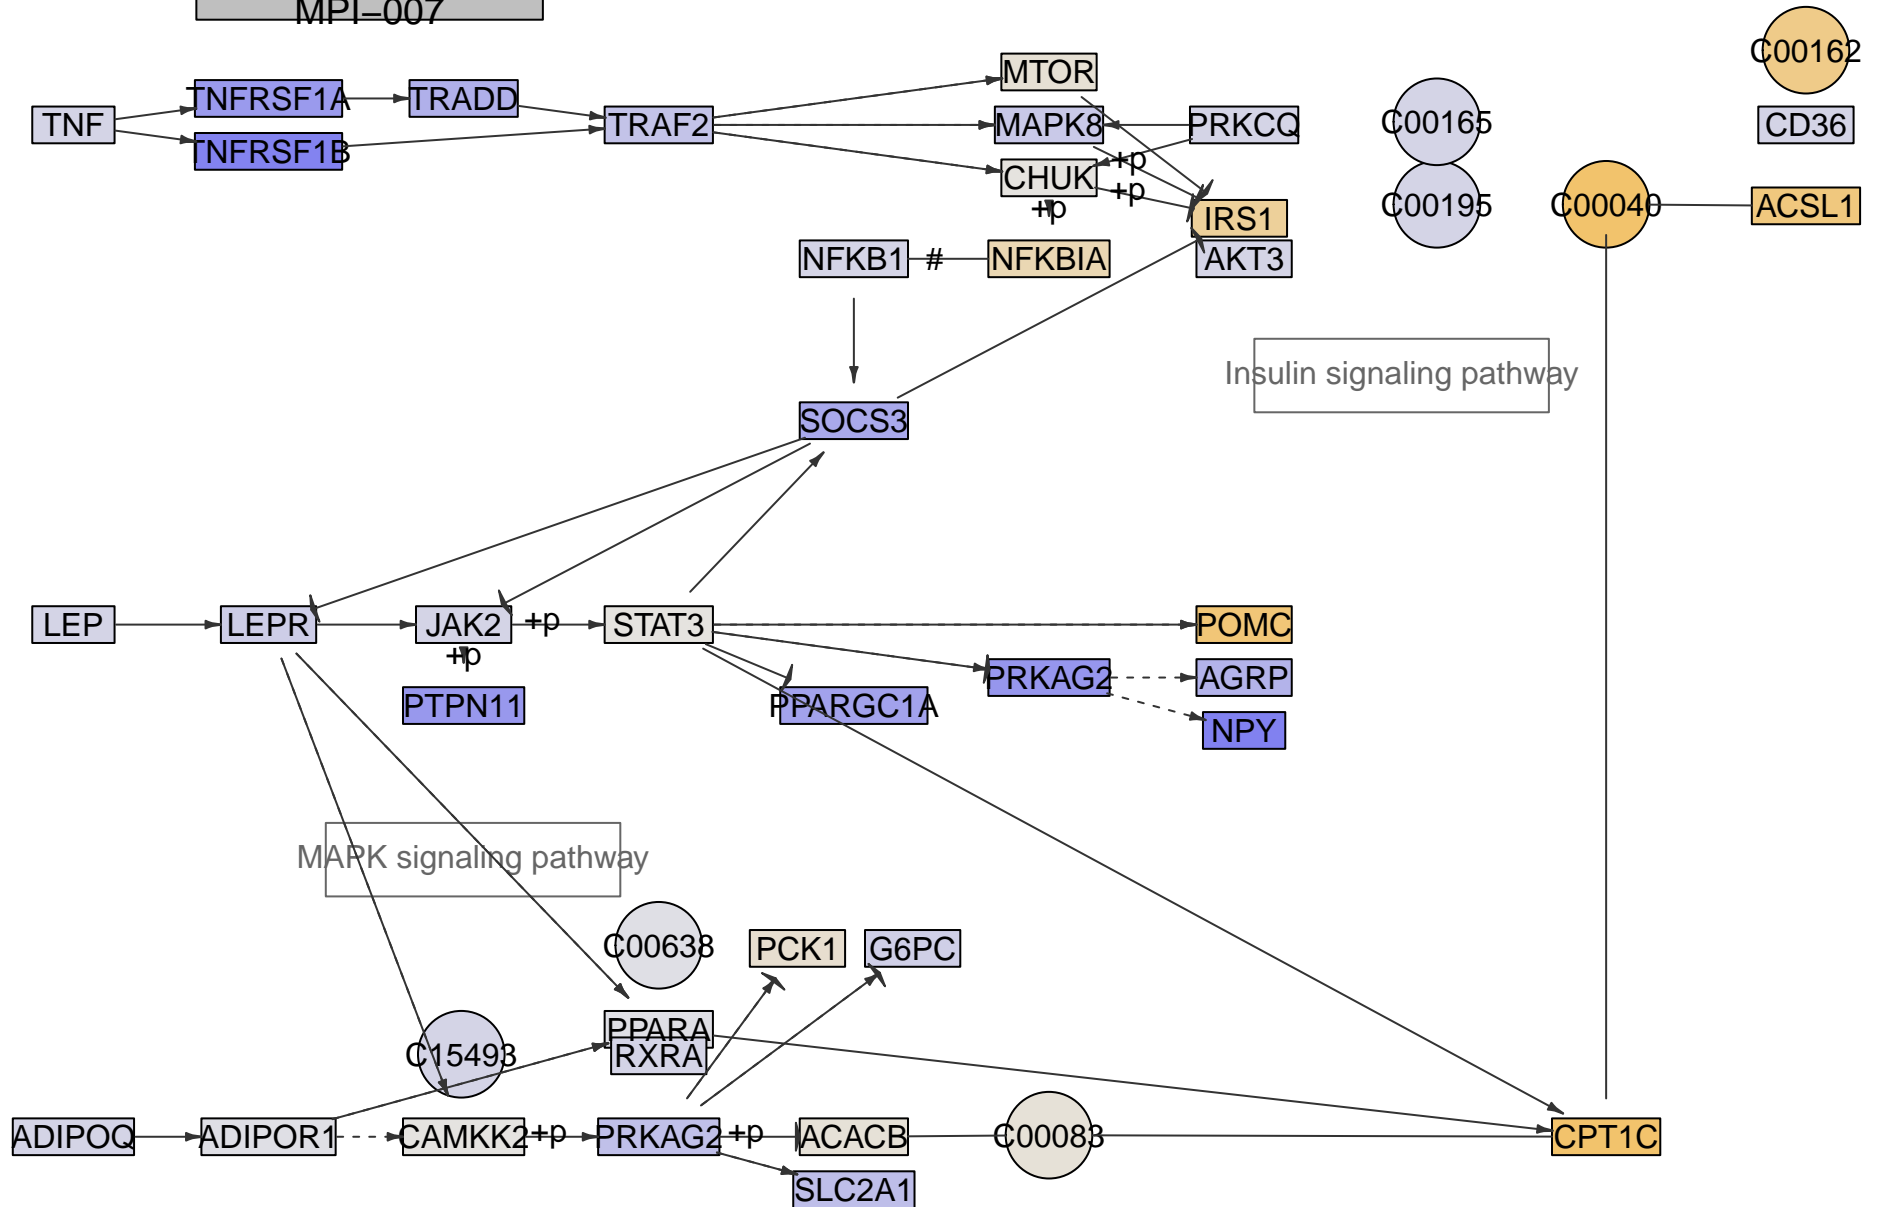 MPI−007
C00162
MTOR
TNFRSF1A
TRADD
TNF
TRAF2
MAPK8
PRKCQ
C00165
CD36
TNFRSF1B
+p
CHUK
+p
+p
IRS1
C00195
C00040
ACSL1
NFKB1
#
NFKBIA
AKT3
Insulin signaling pathway
SOCS3
LEP
LEPR
JAK2
+p
STAT3
POMC
+p
PRKAG2
AGRP
PTPN11
PPARGC1A
NPY
MAPK signaling pathway
C00638
PCK1
G6PC
PPARA
C15493
RXRA
ADIPOQ
ADIPOR1
CAMKK2
+p
PRKAG2
+p
ACACB
C00083
CPT1C
SLC2A1